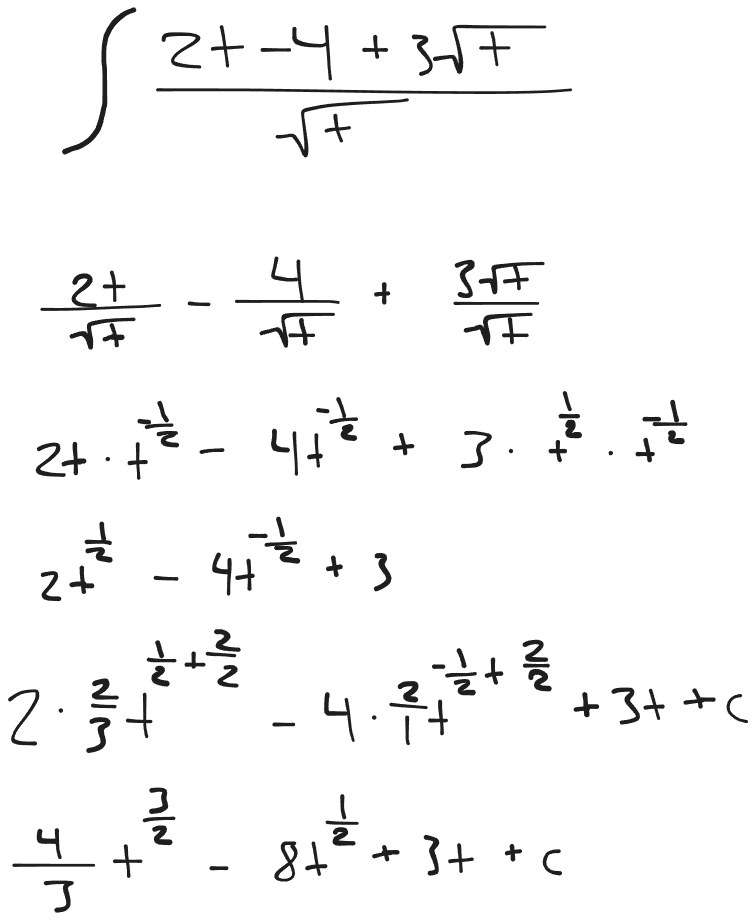 ∫ (2t - 4 + 3√t)/√t
2t/√t - 4/√t + 3√t/√t
2t · t^(-1/2) - 4t^(-1/2) + 3 · t^(1/2) · t^(-1/2)
2t^(1/2) - 4t^(-1/2) + 3
2 · 2/3 t^(1/2 + 2/2) - 4 · 2/1 t^(-1/2 + 2/2) + 3t + c
4/3 t^(3/2) - 8t^(1/2) + 3t + c